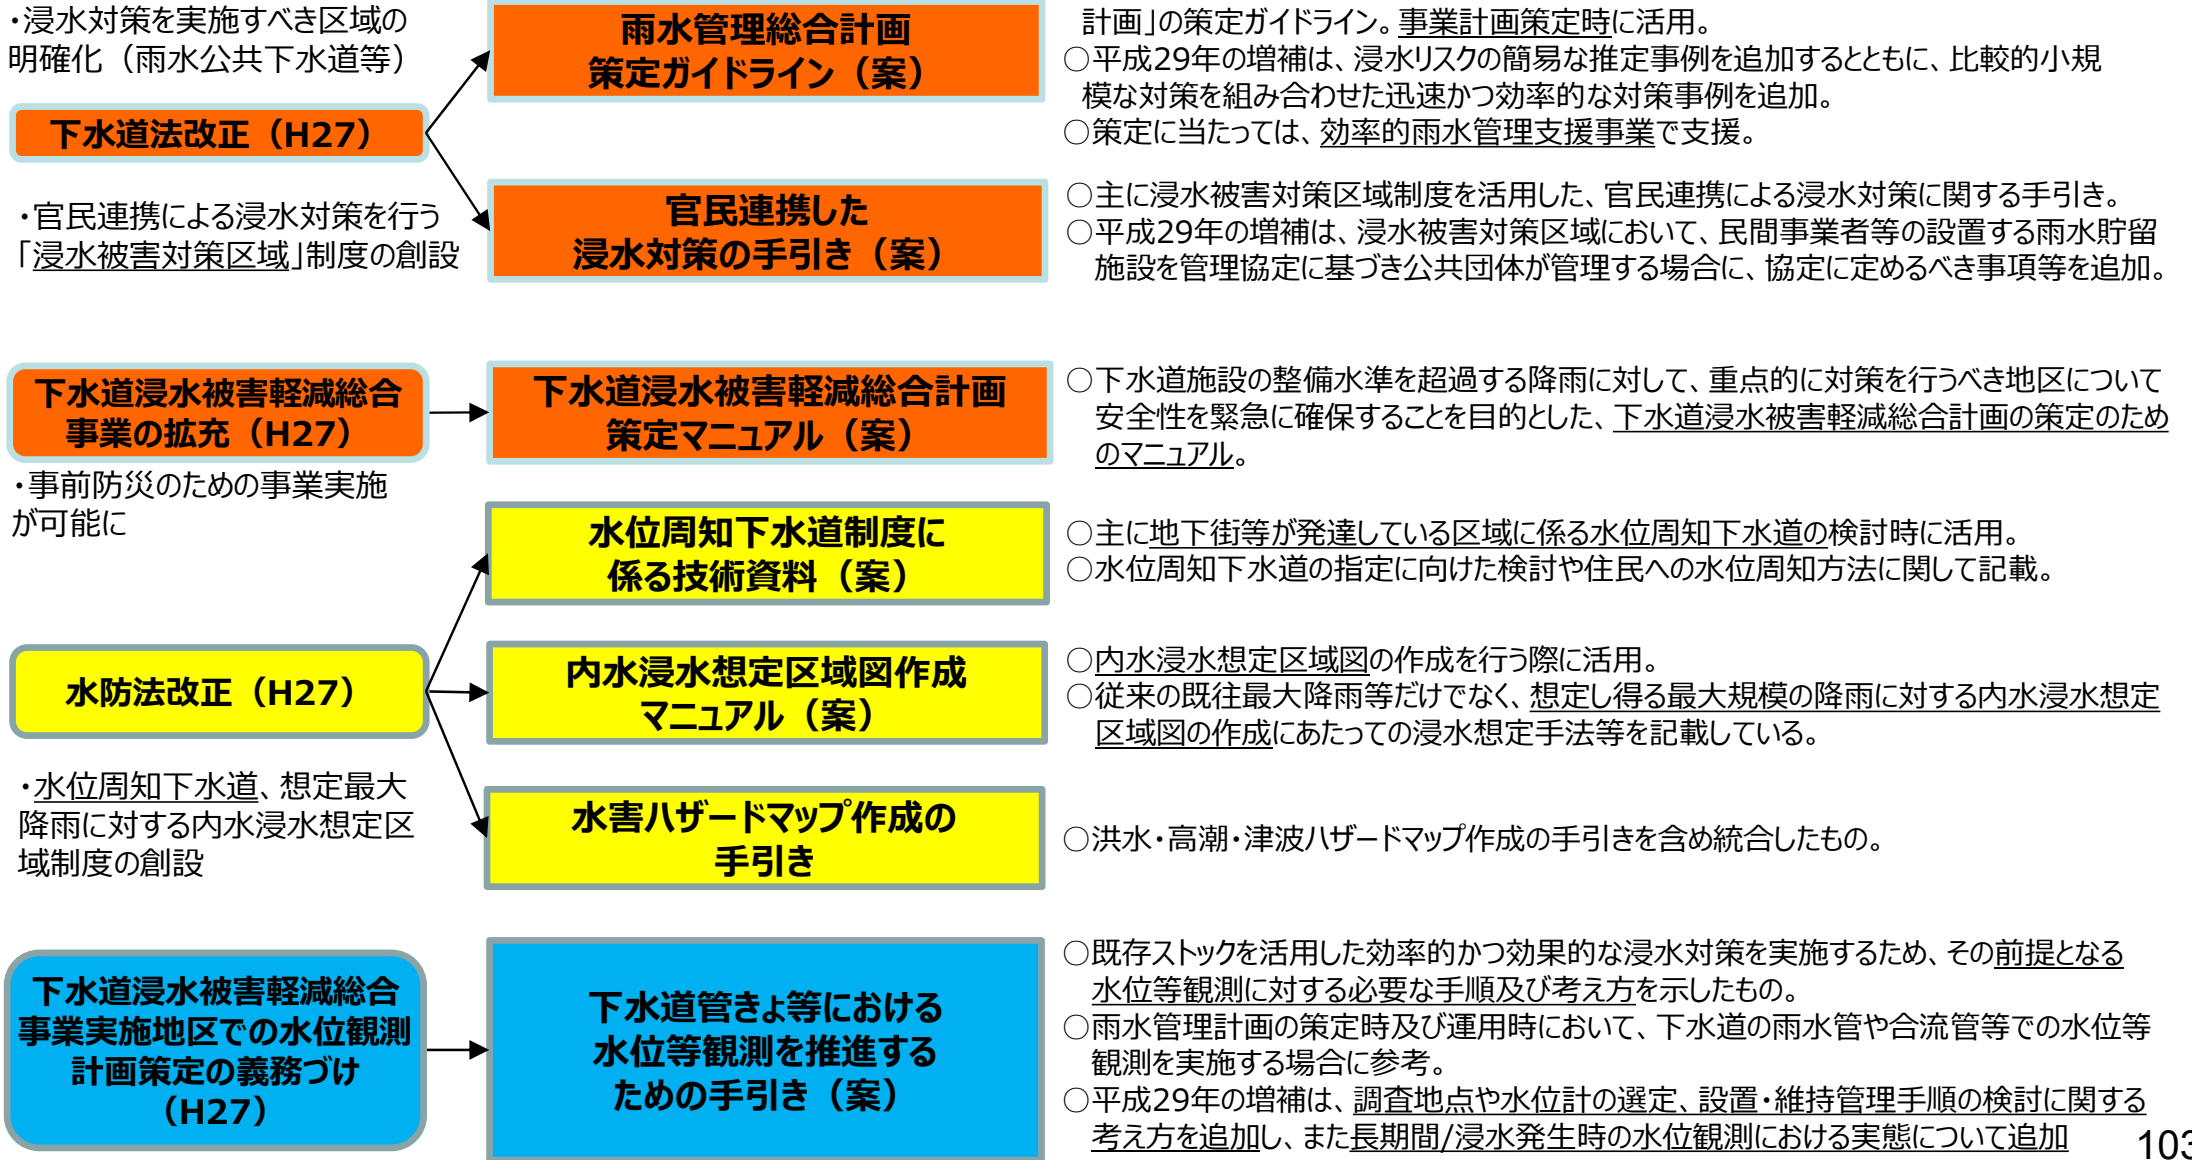 ・浸水対策を実施すべき区域の
明確化（雨水公共下水道等）
下水道法改正（H27）
・官民連携による浸水対策を行う
「浸水被害対策区域」制度の創設
雨水管理総合計画
策定ガイドライン（案）
計画」の策定ガイドライン。事業計画策定時に活用。
○平成29年の増補は、浸水リスクの簡易な推定事例を追加するとともに、比較的小規
模な対策を組み合わせた迅速かつ効率的な対策事例を追加。
○策定に当たっては、効率的雨水管理支援事業で支援。
官民連携した
浸水対策の手引き（案）
○主に浸水被害対策区域制度を活用した、官民連携による浸水対策に関する手引き。
○平成29年の増補は、浸水被害対策区域において、民間事業者等の設置する雨水貯留
施設を管理協定に基づき公共団体が管理する場合に、協定に定めるべき事項等を追加。
下水道浸水被害軽減総合
事業の拡充（H27）
・事前防災のための事業実施
が可能に
下水道浸水被害軽減総合計画
策定マニュアル（案）
○下水道施設の整備水準を超過する降雨に対して、重点的に対策を行うべき地区について
安全性を緊急に確保することを目的とした、下水道浸水被害軽減総合計画の策定のため
のマニュアル。
水防法改正（H27）
・水位周知下水道、想定最大
降雨に対する内水浸水想定区
域制度の創設
水位周知下水道制度に
係る技術資料（案）
○主に地下街等が発達している区域に係る水位周知下水道の検討時に活用。
○水位周知下水道の指定に向けた検討や住民への水位周知方法に関して記載。
内水浸水想定区域図作成
マニュアル（案）
○内水浸水想定区域図の作成を行う際に活用。
○従来の既往最大降雨等だけでなく、想定し得る最大規模の降雨に対する内水浸水想定
区域図の作成にあたっての浸水想定手法等を記載している。
水害ハザードマップ作成の
手引き
○洪水・高潮・津波ハザードマップ作成の手引きを含め統合したもの。
下水道浸水被害軽減総合
事業実施地区での水位観測
計画策定の義務づけ
（H27）
下水道管きょ等における
水位等観測を推進する
ための手引き（案）
○既存ストックを活用した効率的かつ効果的な浸水対策を実施するため、その前提となる
水位等観測に対する必要な手順及び考え方を示したもの。
○雨水管理計画の策定時及び運用時において、下水道の雨水管や合流管等での水位等
観測を実施する場合に参考。
○平成29年の増補は、調査地点や水位計の選定、設置・維持管理手順の検討に関する
考え方を追加し、また長期間/浸水発生時の水位観測における実態について追加
103